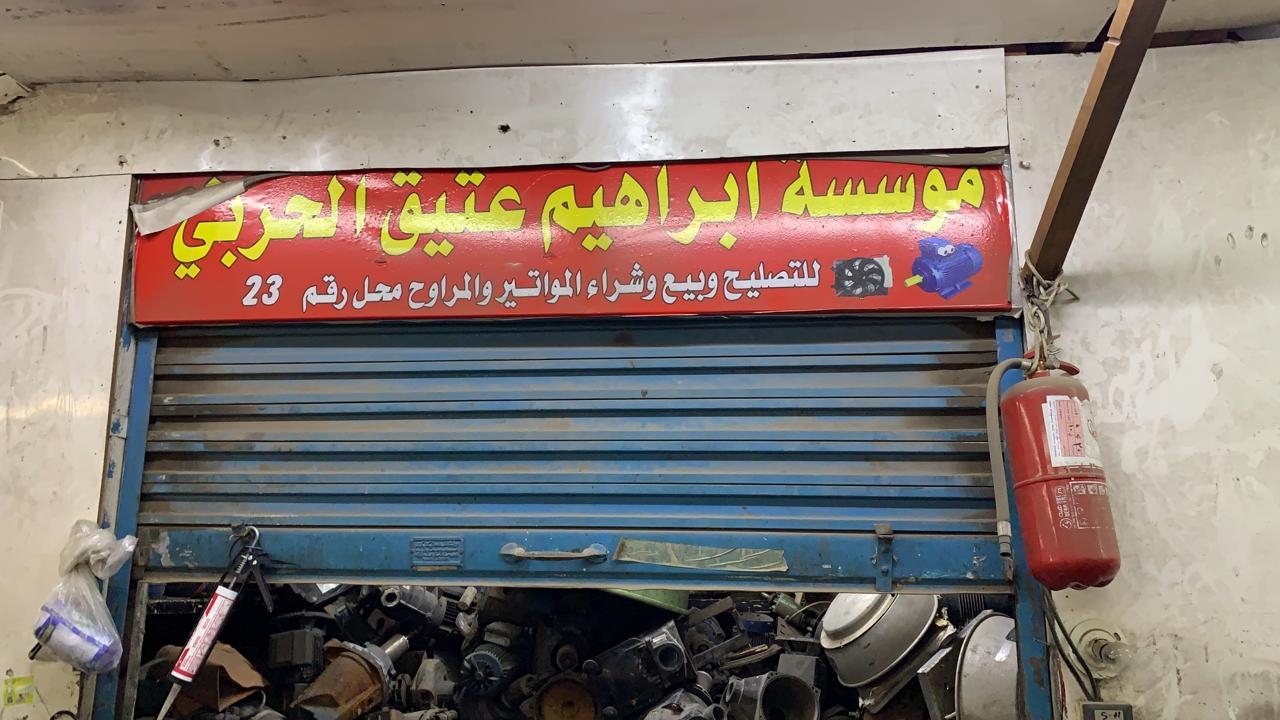 موسسة ابراهيم عتيق الحربي
للتصليح وبيع وشراء المواتير والمراوح محل رقم 23